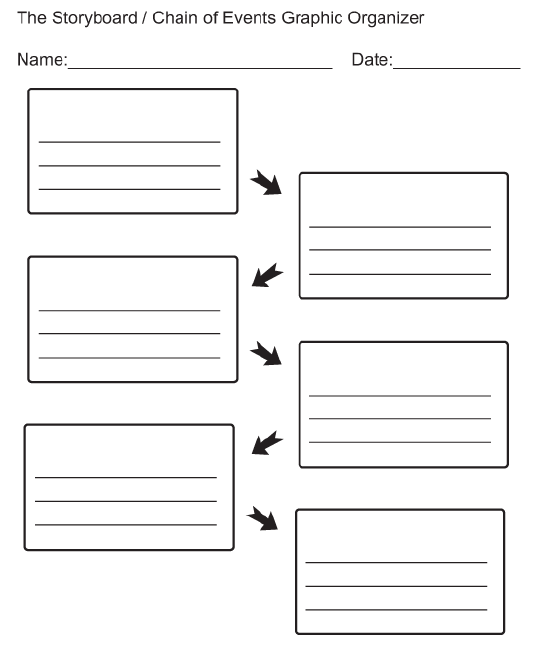 The Storyboard / Chain of Events Graphic Organizer
Name: Date: